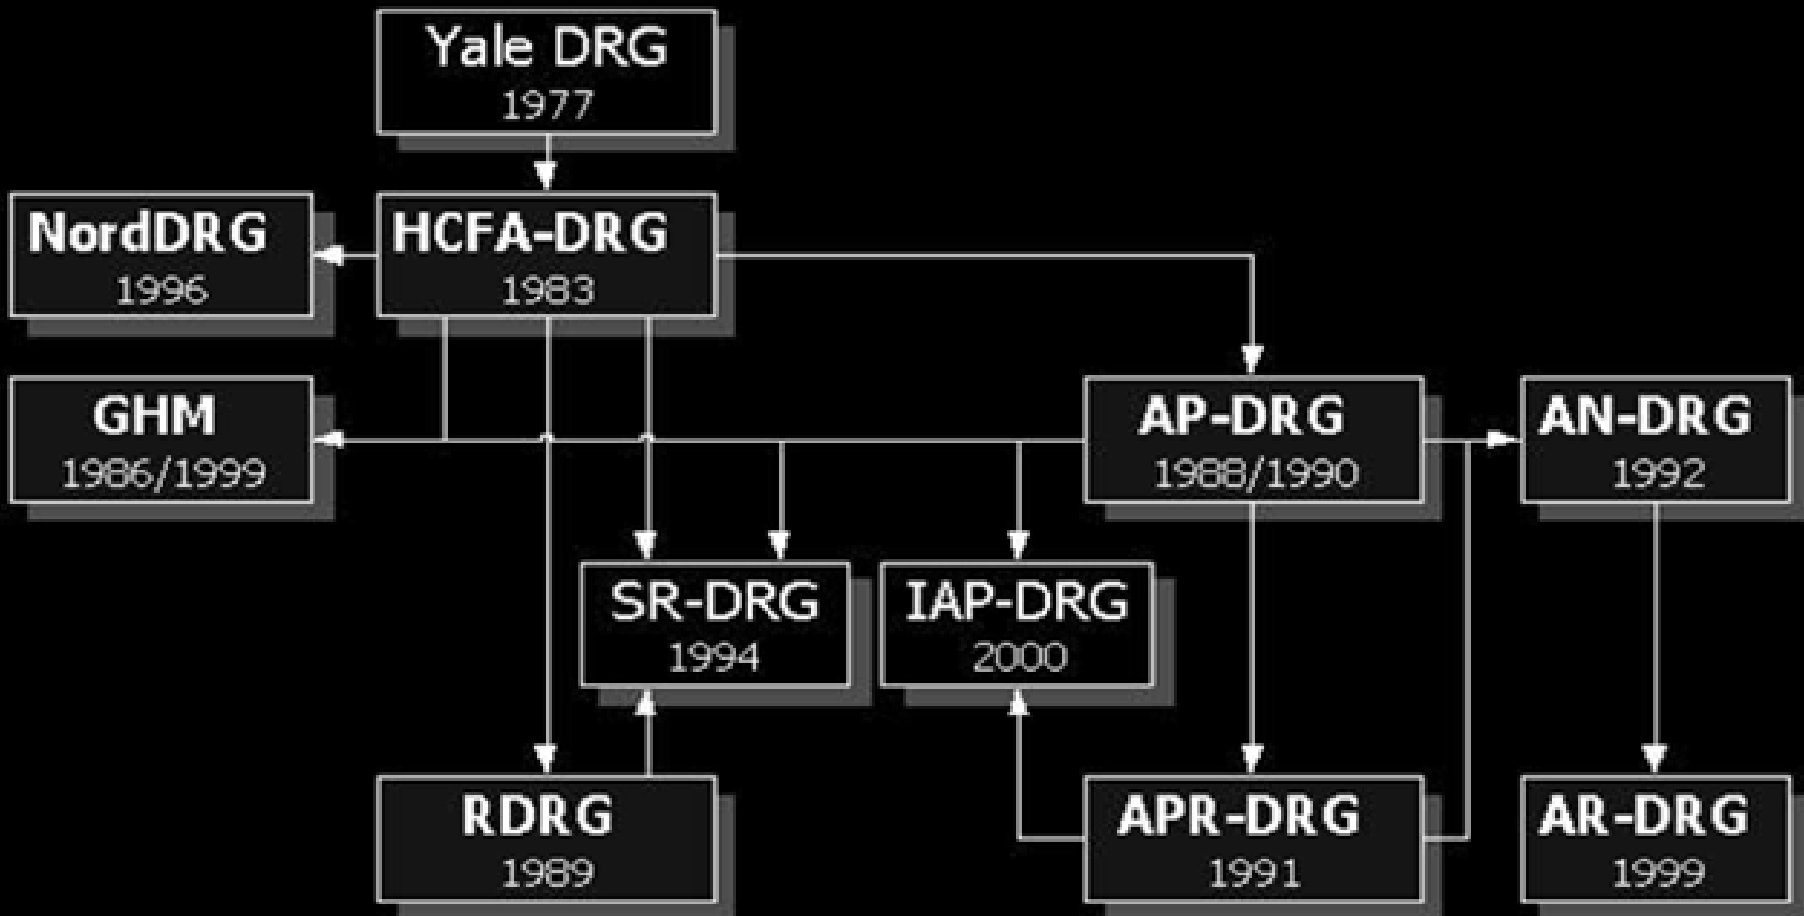 Yale DRG
1977
NordDRG
1996
HCFA-DRG
1983
GHM
1986/1999
AP-DRG
1988/1990
AN-DRG
1992
SR-DRG
1994
IAP-DRG
2000
RDRG
1989
APR-DRG
1991
AR-DRG
1999